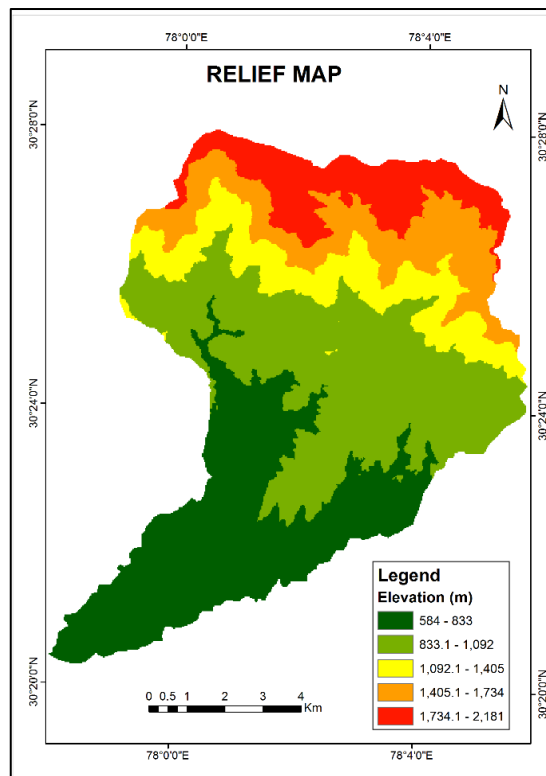 78°0'0"E 78°4'0"E
RELIEF MAP
N
30°28'0"N 30°28'0"N
30°24'0"N 30°24'0"N
Legend
Elevation (m)
584 - 833
833.1 - 1,092
1,092.1 - 1,405
1,405.1 - 1,734
1,734.1 - 2,181
30°20'0"N 30°20'0"N
0 0.5 1 2 3 4
Km
78°0'0"E 78°4'0"E